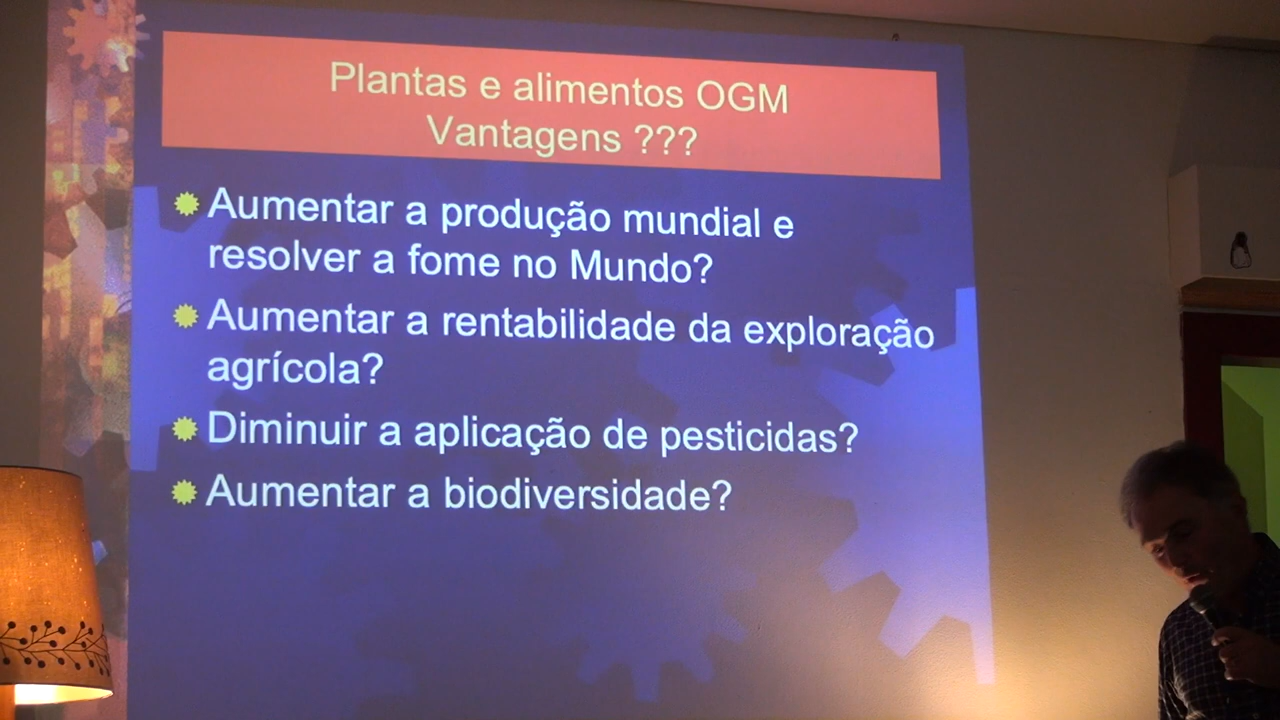 Plantas e alimentos OGM
Vantagens ???
Aumentar a produção mundial e
resolver a fome no Mundo?
Aumentar a rentabilidade da exploração
agrícola?
Diminuir a aplicação de pesticidas?
Aumentar a biodiversidade?